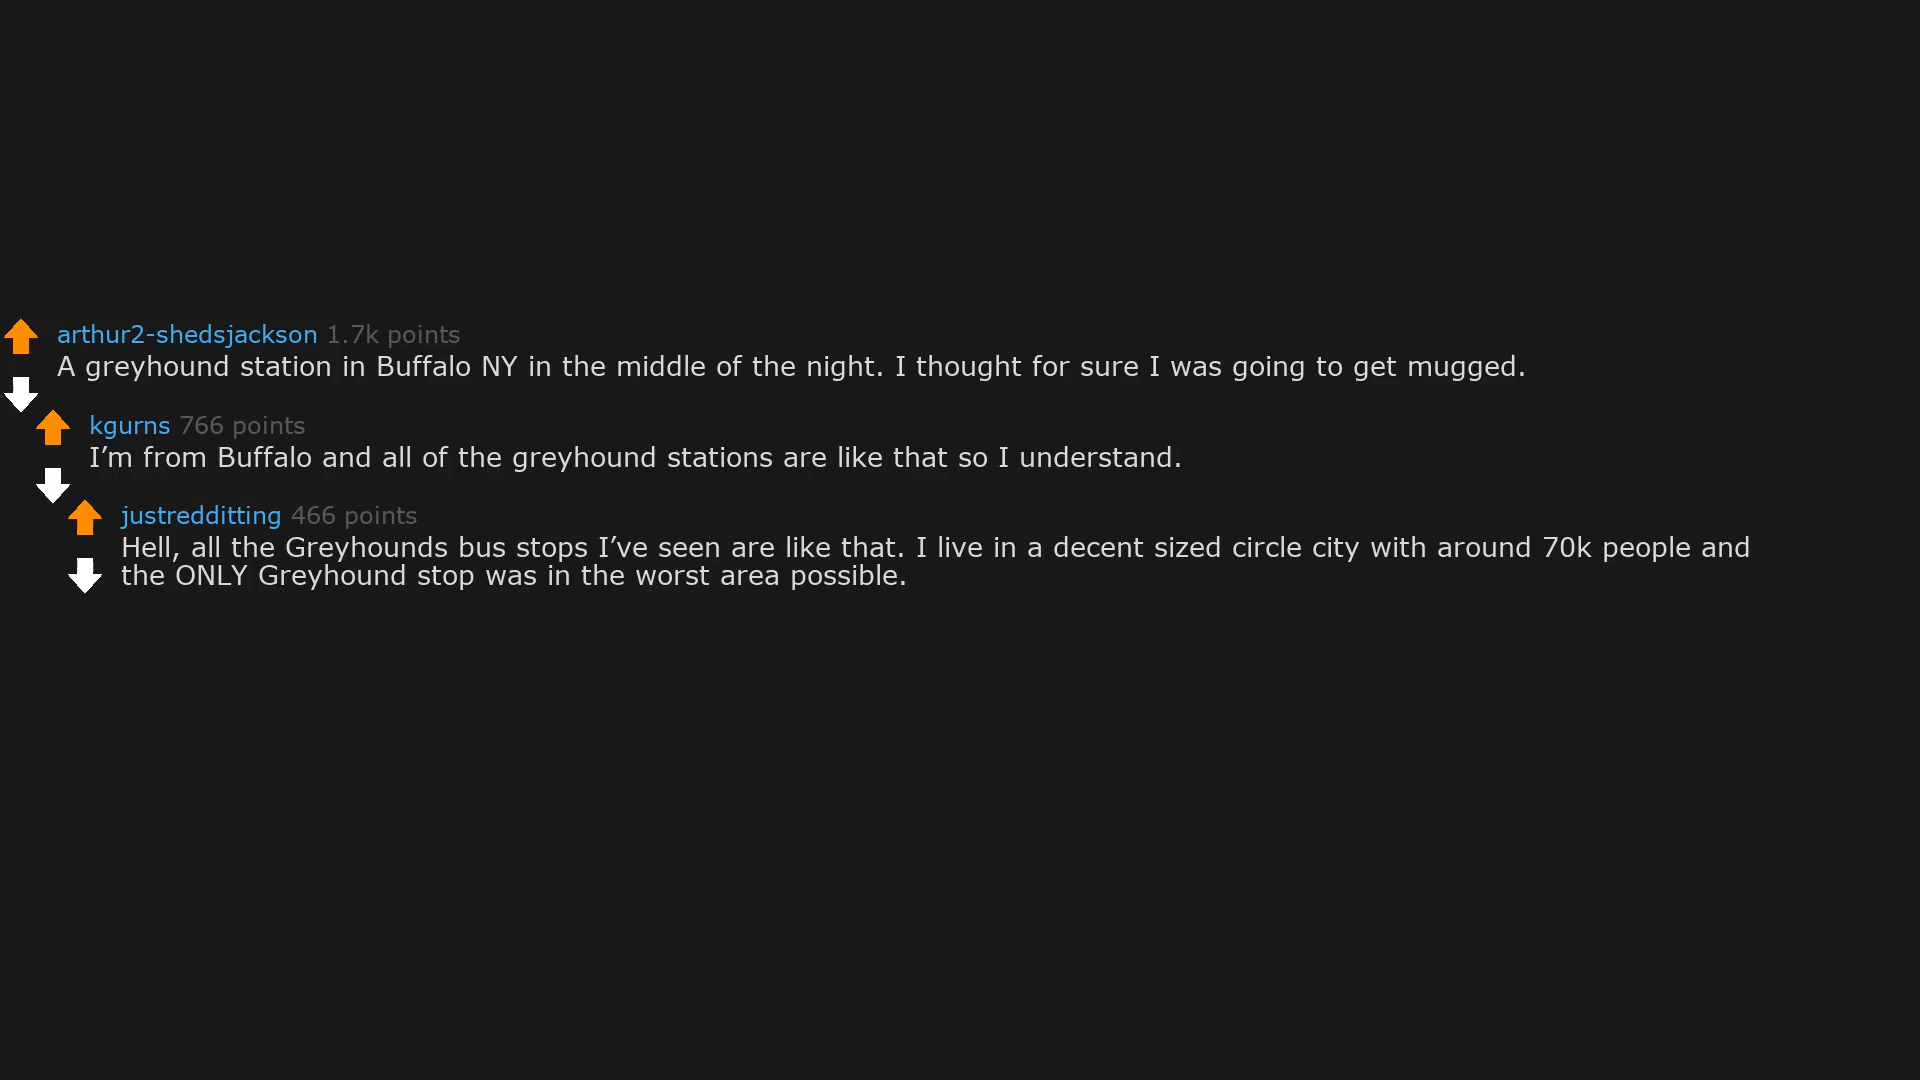 arthur2-shedsjackson 1.7k points
A greyhound station in Buffalo NY in the middle of the night. I thought for sure I was going to get mugged.
kgurns 766 points
I’m from Buffalo and all of the greyhound stations are like that so I understand.
justredditting 466 points
Hell, all the Greyhounds bus stops I’ve seen are like that. I live in a decent sized circle city with around 70k people and
the ONLY Greyhound stop was in the worst area possible.